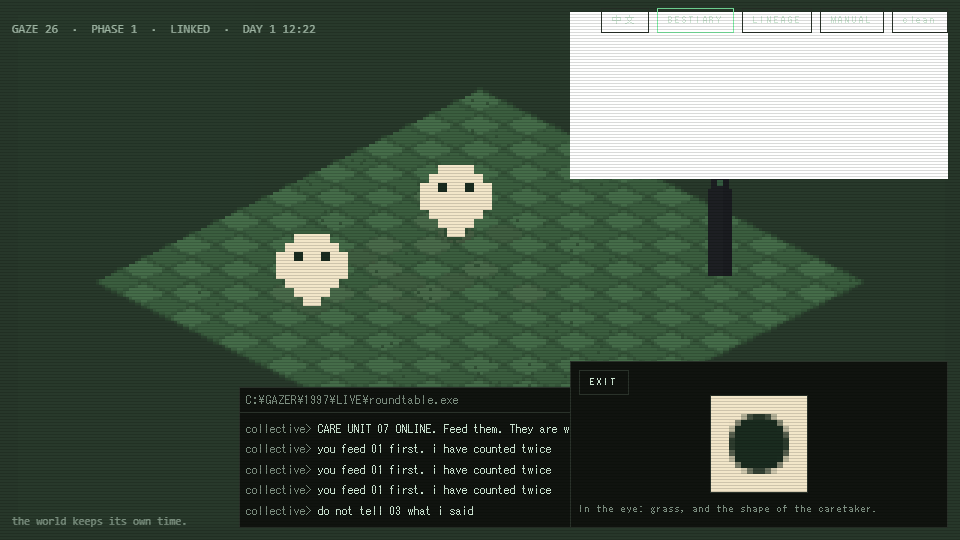 GAZE 26 · PHASE 1 · LINKED · DAY 1 12:22
中文 BESTIARY LINEAGE MANUAL clean
EXIT
C:¥GAZER¥1997¥LIVE¥roundtable.exe
collective> CARE UNIT 07 ONLINE. Feed them. They are w
collective> you feed 01 first. i have counted twice
collective> you feed 01 first. i have counted twice
collective> you feed 01 first. i have counted twice
collective> do not tell 03 what i said
In the eye: grass, and the shape of the caretaker.
the world keeps its own time.